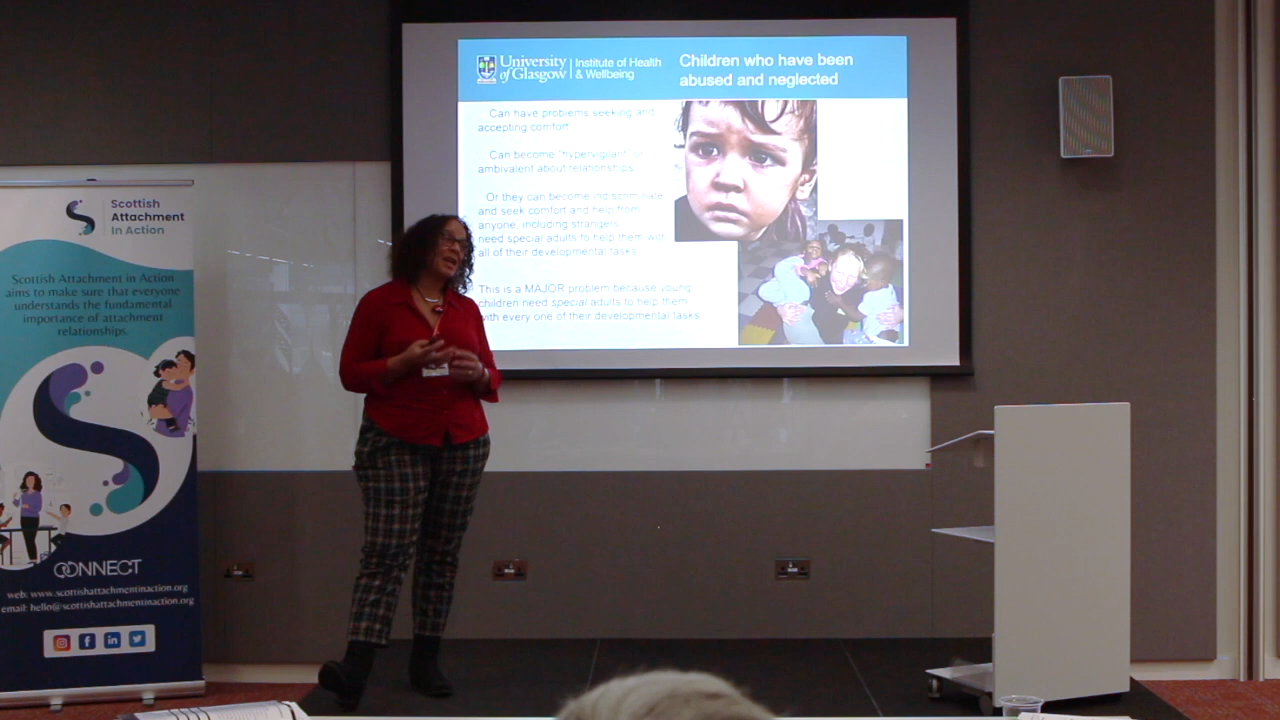 Scottish
Attachment
In Action
Scottish Attachment in Action
aims to make sure that everyone
understands the fundamental
importance of attachment
relationships.
CONNECT
web: www.scottishattachmentinaction.org
email: hello@scottishattachmentinaction.org
University
of Glasgow
Institute of Health
& Wellbeing
Children who have been
abused and neglected
Can have problems seeking and
accepting comfort
Can become "hypervigilant" or
ambivalent about relationships
Or they can become indiscriminate
and seek comfort and help from
anyone, including strangers
need special adults to help them with
all of their developmental tasks
This is a MAJOR problem because young
children need special adults to help them
with every one of their developmental tasks